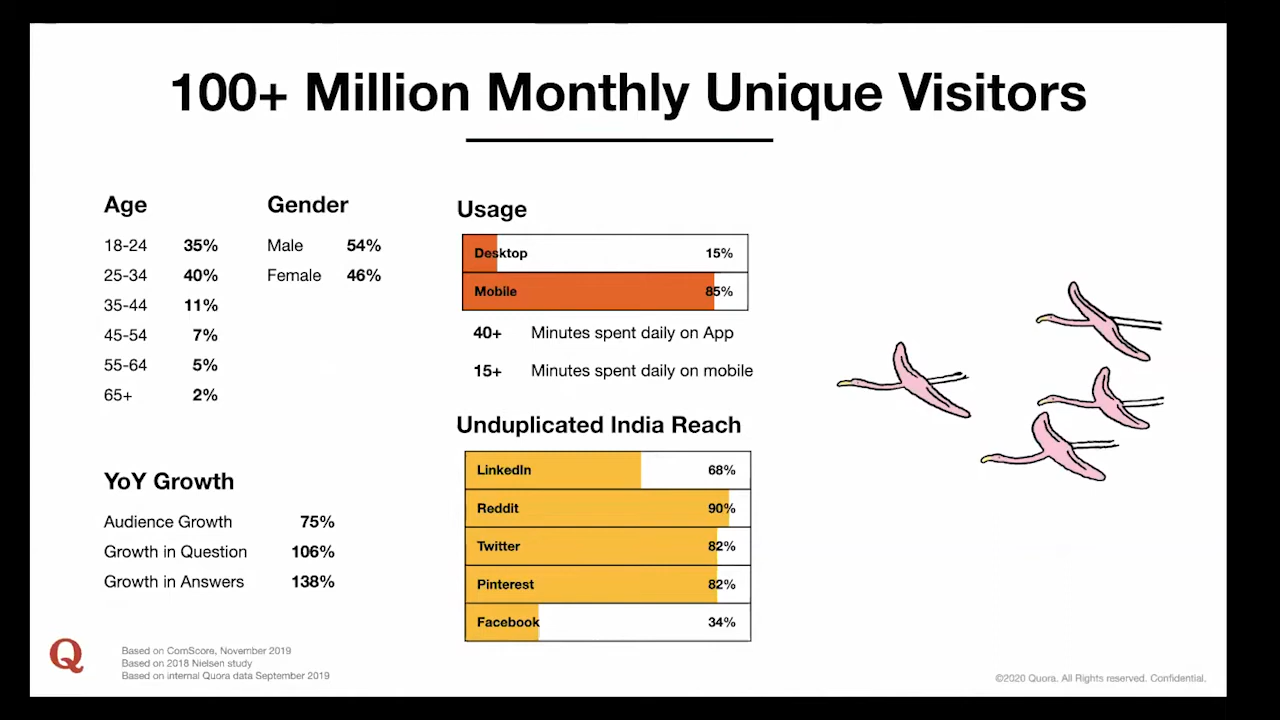 100+ Million Monthly Unique Visitors
Age
18-24 35%
25-34 40%
35-44 11%
45-54 7%
55-64 5%
65+ 2%
Gender
Male 54%
Female 46%
YoY Growth
Audience Growth 75%
Growth in Question 106%
Growth in Answers 138%
Usage
Desktop 15%
Mobile 85%
40+ Minutes spent daily on App
15+ Minutes spent daily on mobile
Unduplicated India Reach
LinkedIn 68%
Reddit 90%
Twitter 82%
Pinterest 82%
Facebook 34%
Q
Based on ComScore, November 2019
Based on 2018 Nielsen study
Based on internal Quora data September 2019
©2020 Quora. All Rights reserved. Confidential.